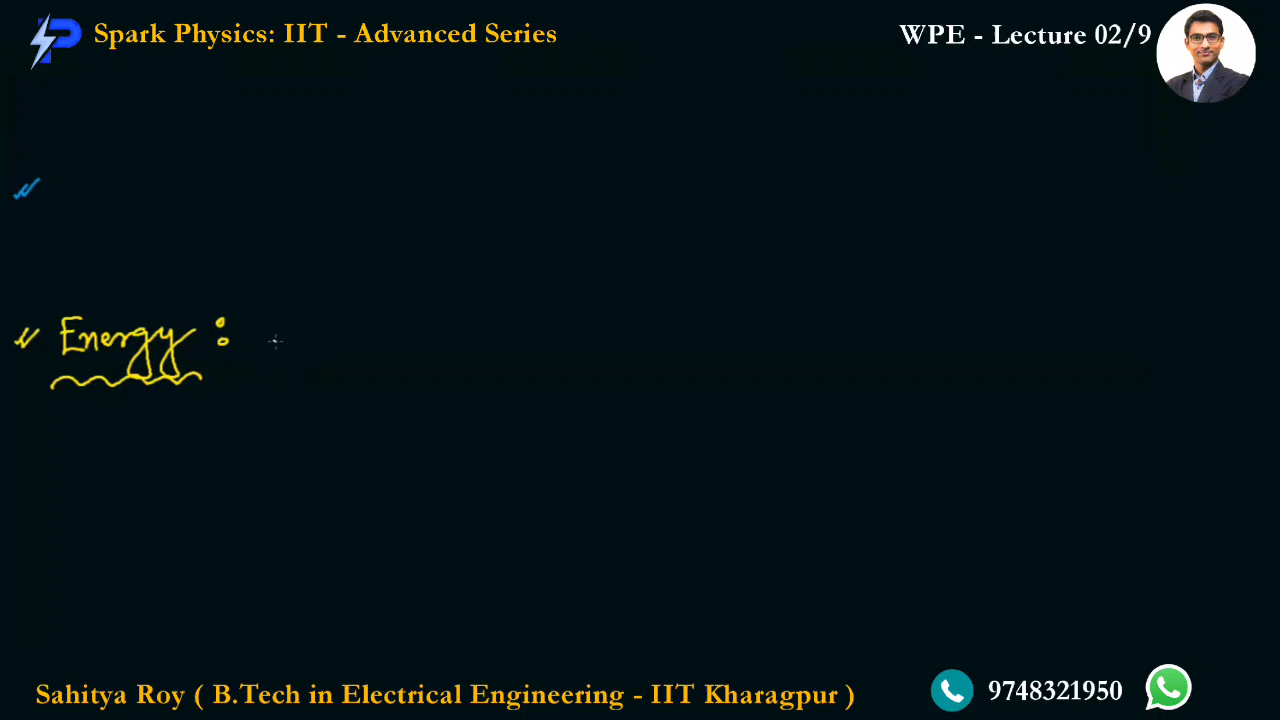 Spark Physics: IIT - Advanced Series
WPE - Lecture 02/9
Energy :
Sahitya Roy ( B.Tech in Electrical Engineering - IIT Kharagpur )
9748321950